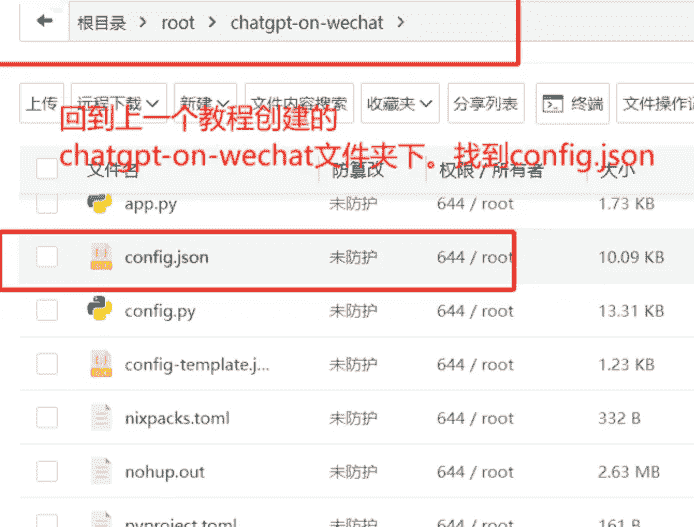 根目录 > root > chatgpt-on-wechat >
上传 远程下载 新建 文件内容搜索 收藏夹 分享列表 终端 文件操作
回到上一个教程创建的
chatgpt-on-wechat文件夹下。找到config.json
文件名 防篡改 权限 / 所有者 大小
app.py 未防护 644 / root 1.73 KB
config.json 未防护 644 / root 10.09 KB
config.py 未防护 644 / root 13.31 KB
config-template.j... 未防护 644 / root 1.23 KB
nixpacks.toml 未防护 644 / root 332 B
nohup.out 未防护 644 / root 2.63 MB
pyproject.toml 未防护 644 / root 161 B